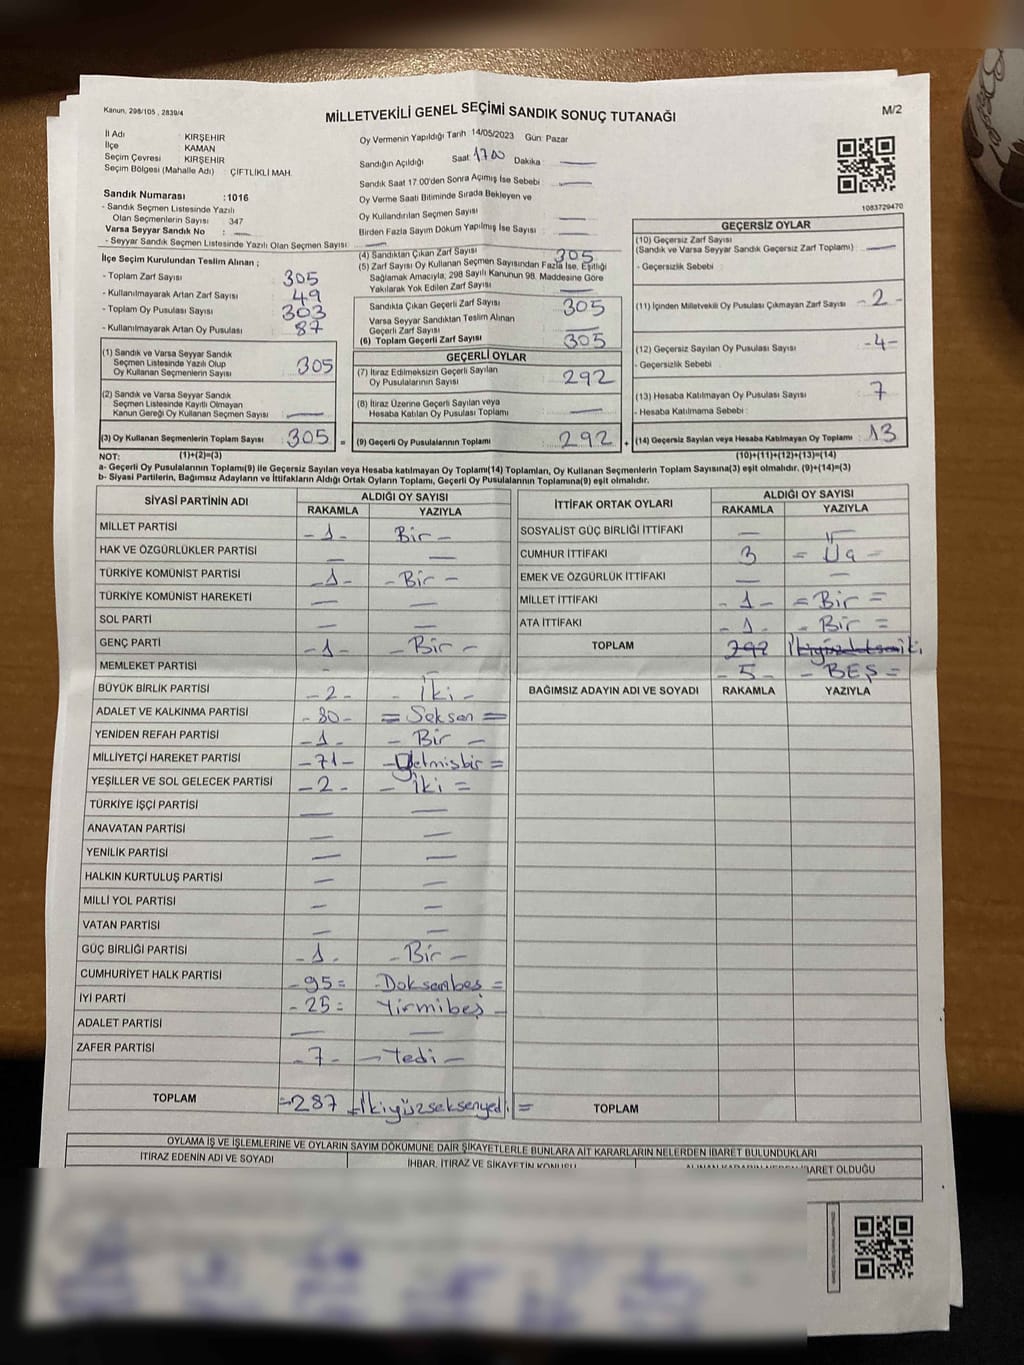 Kanun, 298/105 , 2839/4
MİLLETVEKİLİ GENEL SEÇİMİ SANDIK SONUÇ TUTANAĞI
M/2
İl Adı : KIRŞEHİR
İlçe : KAMAN
Seçim Çevresi : KIRŞEHİR
Seçim Bölgesi (Mahalle Adı) : ÇİFTLİKLİ MAH.
Sandık Numarası :1016
- Sandık Seçmen Listesinde Yazılı
Olan Seçmenlerin Sayısı : 347
Varsa Seyyar Sandık No : —
- Seyyar Sandık Seçmen Listesinde Yazılı Olan Seçmen Sayısı: —
Oy Vermenin Yapıldığı Tarih 14/05/2023 Gün: Pazar
Sandığın Açıldığı Saat: 17 00 Dakika : —
Sandık Saat 17:00'den Sonra Açımış İse Sebebi : —
Oy Verme Saati Bitiminde Sırada Bekleyen ve
Oy Kullandırılan Seçmen Sayısı : —
Birden Fazla Sayım Döküm Yapılmış İse Sayısı : —
1083729470
İlçe Seçim Kurulundan Teslim Alınan ;
- Toplam Zarf Sayısı : 305
- Kullanılmayarak Artan Zarf Sayısı : 49
- Toplam Oy Pusulası Sayısı : 303
- Kullanılmayarak Artan Oy Pusulası : 87
(1) Sandık ve Varsa Seyyar Sandık
Seçmen Listesinde Yazılı Olup
Oy Kullanan Seçmenlerin Sayısı : 305
(2) Sandık ve Varsa Seyyar Sandık
Seçmen Listesinde Kayıtlı Olmayan
Kanun Gereği Oy Kullanan Seçmen Sayısı : —
(3) Oy Kullanan Seçmenlerin Toplam Sayısı : 305 =
(4) Sandıktan Çıkan Zarf Sayısı : 305
(5) Zarf Sayısı Oy Kullanan Seçmen Sayısından Fazla İse, Eşitliği
Sağlamak Amacıyla, 298 Sayılı Kanunun 98. Maddesine Göre
Yakılarak Yok Edilen Zarf Sayısı : —
Sandıkta Çıkan Geçerli Zarf Sayısı : 305
Varsa Seyyar Sandıktan Teslim Alınan
Geçerli Zarf Sayısı : —
(6) Toplam Geçerli Zarf Sayısı : 305
GEÇERLİ OYLAR
(7) İtiraz Edilmeksizin Geçerli Sayılan
Oy Pusulalarının Sayısı : 292
(8) İtiraz Üzerine Geçerli Sayılan veya
Hesaba Katılan Oy Pusulası Toplamı : —
(9) Geçerli Oy Pusulalarının Toplamı : 292 +
GEÇERSİZ OYLAR
(10) Geçersiz Zarf Sayısı
(Sandık ve Varsa Seyyar Sandık Geçersiz Zarf Toplamı) : —
- Geçersizlik Sebebi :
(11) İçinden Milletvekili Oy Pusulası Çıkmayan Zarf Sayısı - 2 -
(12) Geçersiz Sayılan Oy Pusulası Sayısı : -4-
- Geçersizlik Sebebi :
(13) Hesaba Katılmayan Oy Pusulası Sayısı : 7
- Hesaba Katılmama Sebebi :
(14) Geçersiz Sayılan veya Hesaba Katılmayan Oy Toplamı : 13
NOT: (1)+(2)=(3) (10)+(11)+(12)+(13)=(14)
a- Geçerli Oy Pusulalarının Toplamı(9) ile Geçersiz Sayılan veya Hesaba katılmayan Oy Toplamı(14) Toplamları, Oy Kullanan Seçmenlerin Toplam Sayısına(3) eşit olmalıdır. (9)+(14)=(3)
b- Siyasi Partilerin, Bağımsız Adayların ve İttifakların Aldığı Ortak Oyların Toplamı, Geçerli Oy Pusulalarının Toplamına(9) eşit olmalıdır.
SİYASİ PARTİNİN ADI ALDIĞI OY SAYISI
RAKAMLA YAZIYLA
MİLLET PARTİSİ -1- Bir -
HAK VE ÖZGÜRLÜKLER PARTİSİ — —
TÜRKİYE KOMÜNİST PARTİSİ -1- -Bir -
TÜRKİYE KOMÜNİST HAREKETİ — —
SOL PARTİ — —
GENÇ PARTİ -1- -Bir -
MEMLEKET PARTİSİ - —
BÜYÜK BİRLİK PARTİSİ -2- - İki -
ADALET VE KALKINMA PARTİSİ -80- = Seksen =
YENİDEN REFAH PARTİSİ -1- - Bir -
MİLLİYETÇİ HAREKET PARTİSİ -71- -Yetmişbir =
YEŞİLLER VE SOL GELECEK PARTİSİ -2- - İki =
TÜRKİYE İŞÇİ PARTİSİ — —
ANAVATAN PARTİSİ — —
YENİLİK PARTİSİ — —
HALKIN KURTULUŞ PARTİSİ — —
MİLLİ YOL PARTİSİ — —
VATAN PARTİSİ — —
GÜÇ BİRLİĞİ PARTİSİ -1- -Bir -
CUMHURİYET HALK PARTİSİ -95= -Doksanbeş =
İYİ PARTİ -25= Yirmibeş -
ADALET PARTİSİ — —
ZAFER PARTİSİ -7- -Yedi -
TOPLAM =287 =İkiyüzseksenyedi =
İTTİFAK ORTAK OYLARI ALDIĞI OY SAYISI
RAKAMLA YAZIYLA
SOSYALİST GÜÇ BİRLİĞİ İTTİFAKI — —
CUMHUR İTTİFAKI 3 = Üç =
EMEK VE ÖZGÜRLÜK İTTİFAKI — —
MİLLET İTTİFAKI -1- =Bir =
ATA İTTİFAKI -1- - Bir =
TOPLAM 292
-5- -BEŞ=
BAĞIMSIZ ADAYIN ADI VE SOYADI RAKAMLA YAZIYLA
TOPLAM
OYLAMA İŞ VE İŞLEMLERİNE VE OYLARIN SAYIM DÖKÜMÜNE DAİR ŞİKAYETLERLE BUNLARA AİT KARARLARIN NELERDEN İBARET BULUNDUKLARI
İTİRAZ EDENİN ADI VE SOYADI İHBAR, İTİRAZ VE ŞİKAYETİN KONUSU